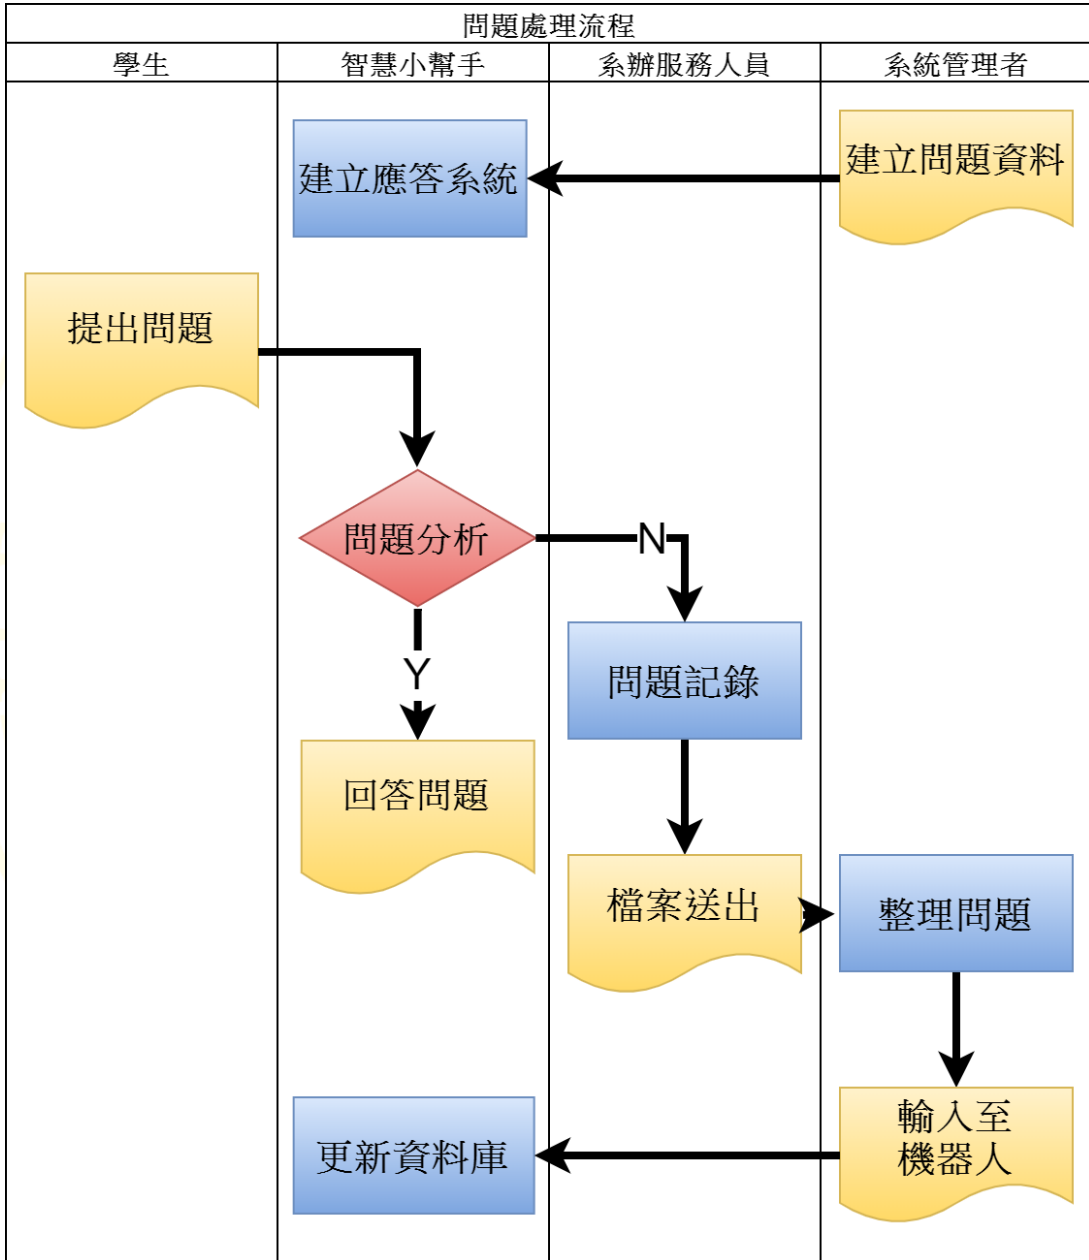 問題處理流程
學生
智慧小幫手
系辦服務人員
系統管理者
建立應答系統
建立問題資料
提出問題
問題分析
N
Y
問題記錄
回答問題
檔案送出
整理問題
更新資料庫
輸入至
機器人